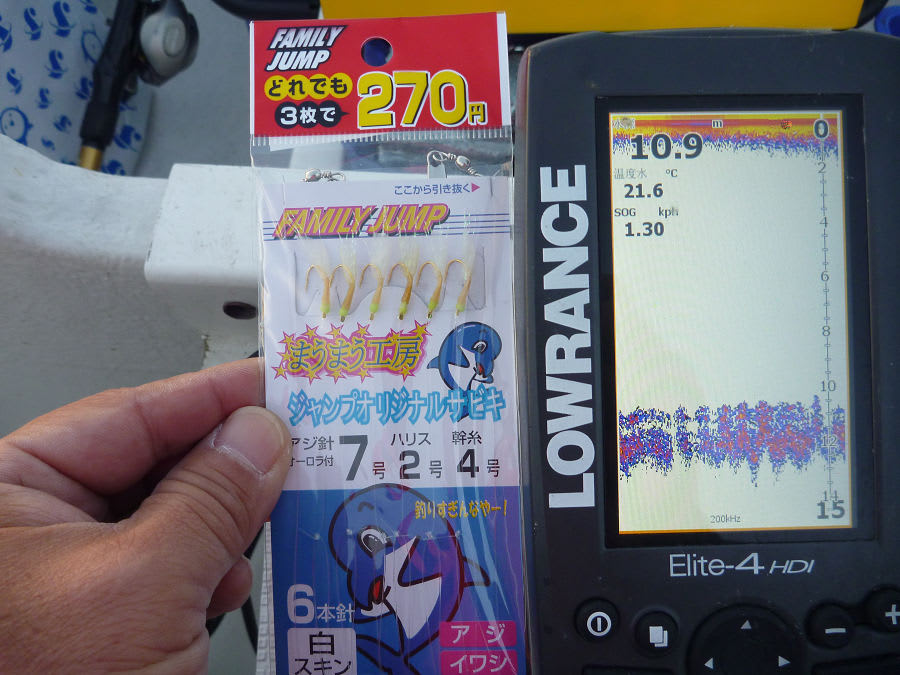 FAMILY
JUMP
どれでも
3枚で
270円
ここから引き抜く▶
FAMILY JUMP
まうまう工房
ジャンプオリジナルサビキ
アジ針 7号
オーロラ付
ハリス 2号
幹糸 4号
釣りすぎんなやー!
6本針
白
スキン
アジ
イワシ
LOWRANCE
m
10.9
温度水 °C
21.6
SOG kph
1.30
0
2
4
6
8
10
12
14
15
200kHz
Elite-4 HDI